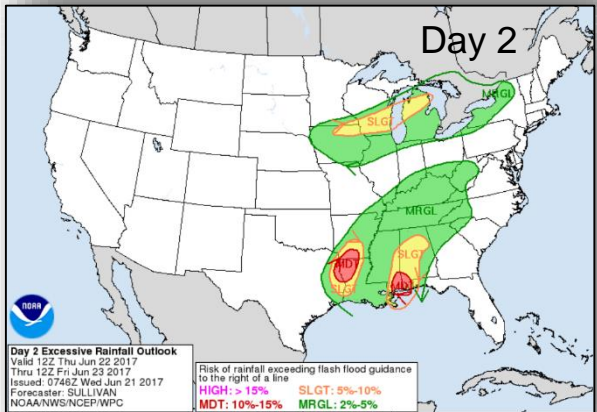 Day 2
MRGL
SLGT
MRGL
SLGT
MDT
MDT
SLGT
NOAA
Day 2 Excessive Rainfall Outlook
Valid 12Z Thu Jun 22 2017
Thru 12Z Fri Jun 23 2017
Issued: 0746Z Wed Jun 21 2017
Forecaster: SULLIVAN
NOAA/NWS/NCEP/WPC
Risk of rainfall exceeding flash flood guidance
to the right of a line
HIGH: > 15% SLGT: 5%-10%
MDT: 10%-15% MRGL: 2%-5%